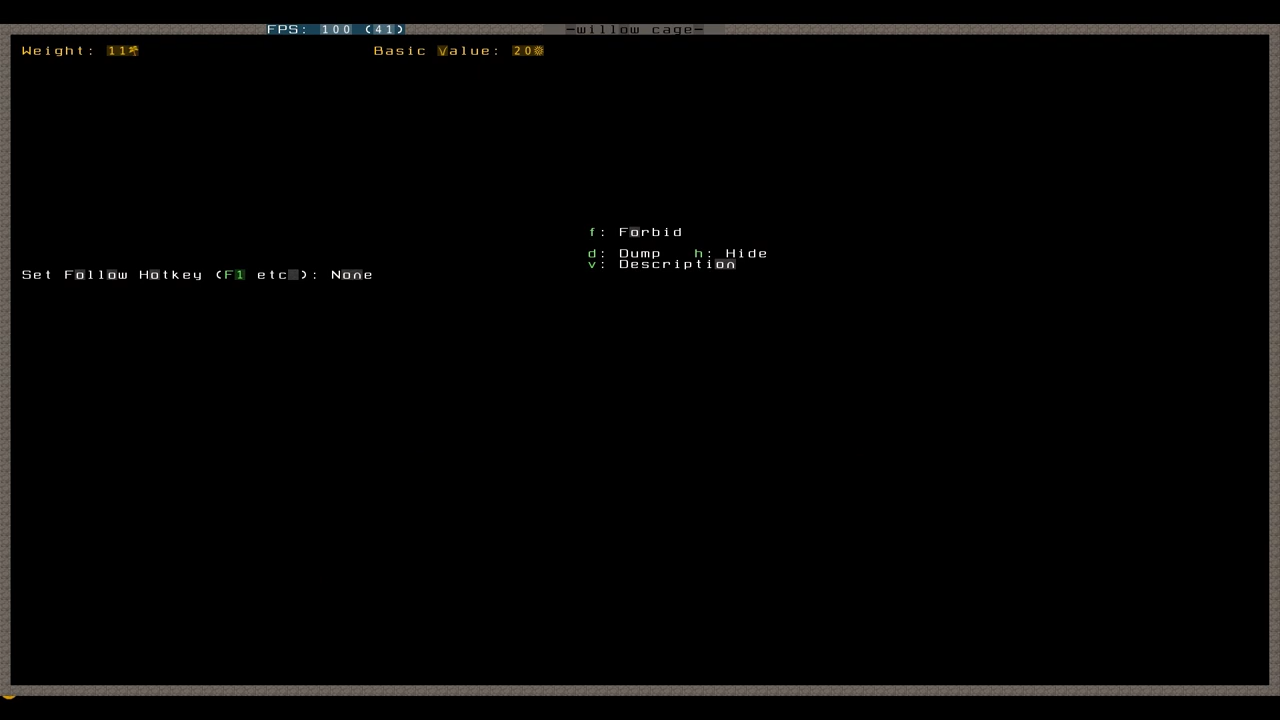 FPS: 100 (41)
-willow cage-
Weight: 11
Basic Value: 20☼
f: Forbid
d: Dump h: Hide
v: Description
Set Follow Hotkey (F1 etc.): None